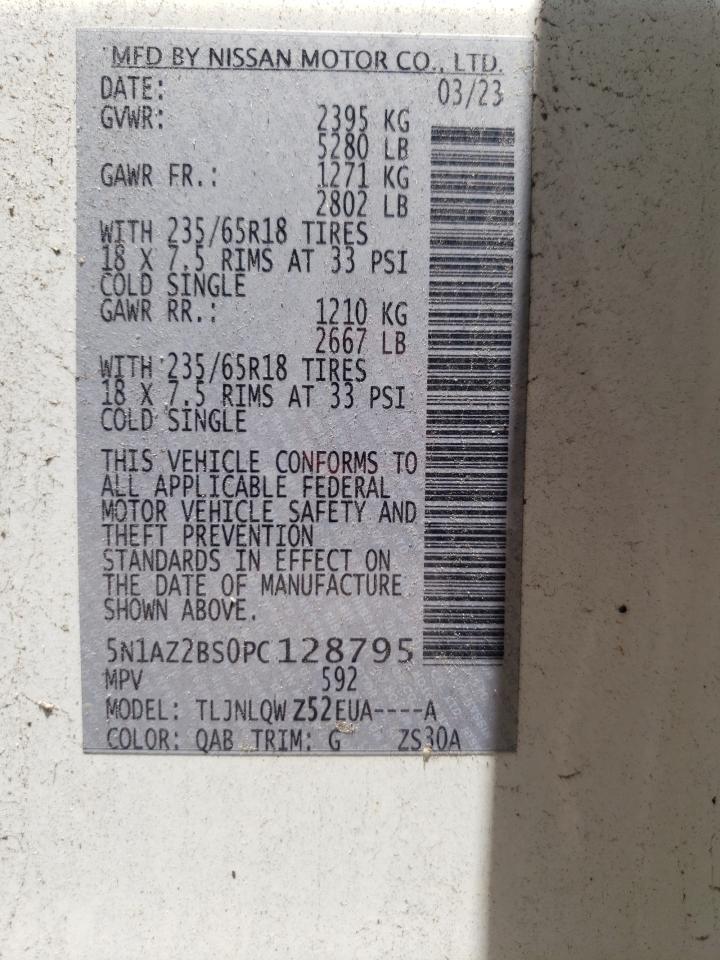 MFD BY NISSAN MOTOR CO., LTD.
DATE: 03/23
GVWR: 2395 KG
5280 LB
GAWR FR.: 1271 KG
2802 LB
WITH 235/65R18 TIRES
18 X 7.5 RIMS AT 33 PSI
COLD SINGLE
GAWR RR.: 1210 KG
2667 LB
WITH 235/65R18 TIRES
18 X 7.5 RIMS AT 33 PSI
COLD SINGLE
THIS VEHICLE CONFORMS TO
ALL APPLICABLE FEDERAL
MOTOR VEHICLE SAFETY AND
THEFT PREVENTION
STANDARDS IN EFFECT ON
THE DATE OF MANUFACTURE
SHOWN ABOVE.
5N1AZ2BS0PC128795
MPV 592
MODEL: TLJNLQWZ52EUA----A
COLOR: QAB TRIM: G ZS30A